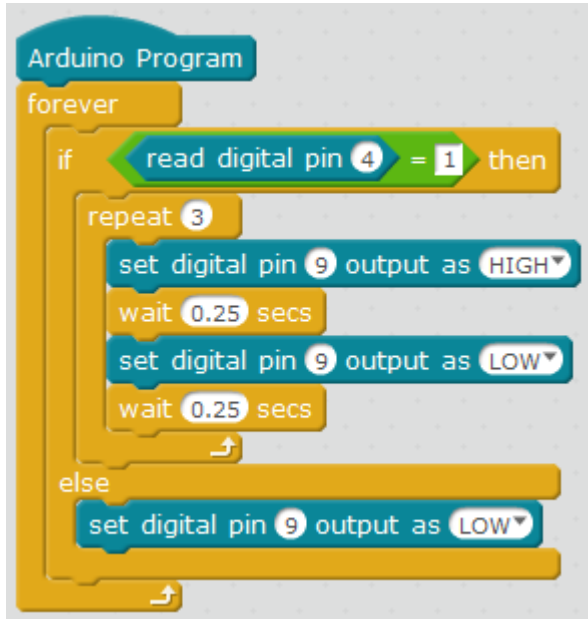 Arduino Program
forever
if read digital pin 4 = 1 then
repeat 3
set digital pin 9 output as HIGH
wait 0.25 secs
set digital pin 9 output as LOW
wait 0.25 secs
else
set digital pin 9 output as LOW